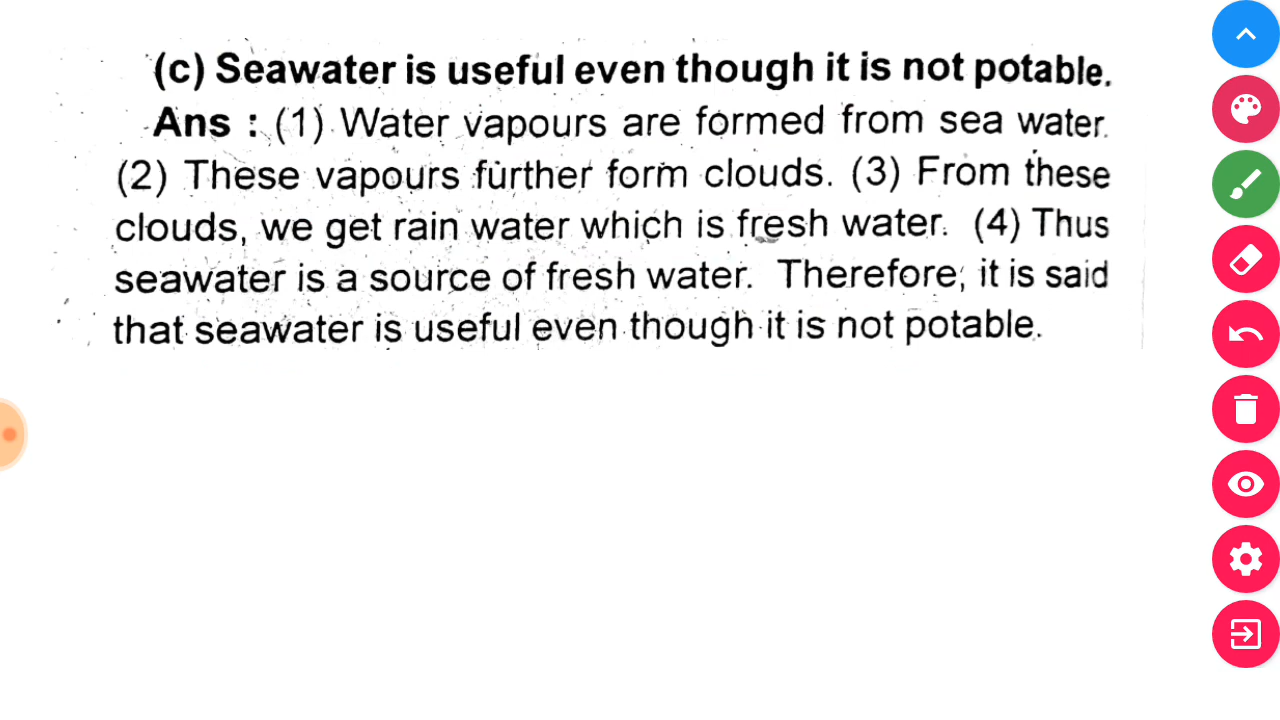 (c) Seawater is useful even though it is not potable.
Ans : (1) Water vapours are formed from sea water.
(2) These vapours further form clouds. (3) From these
clouds, we get rain water which is fresh water. (4) Thus
seawater is a source of fresh water. Therefore, it is said
that seawater is useful even though it is not potable.